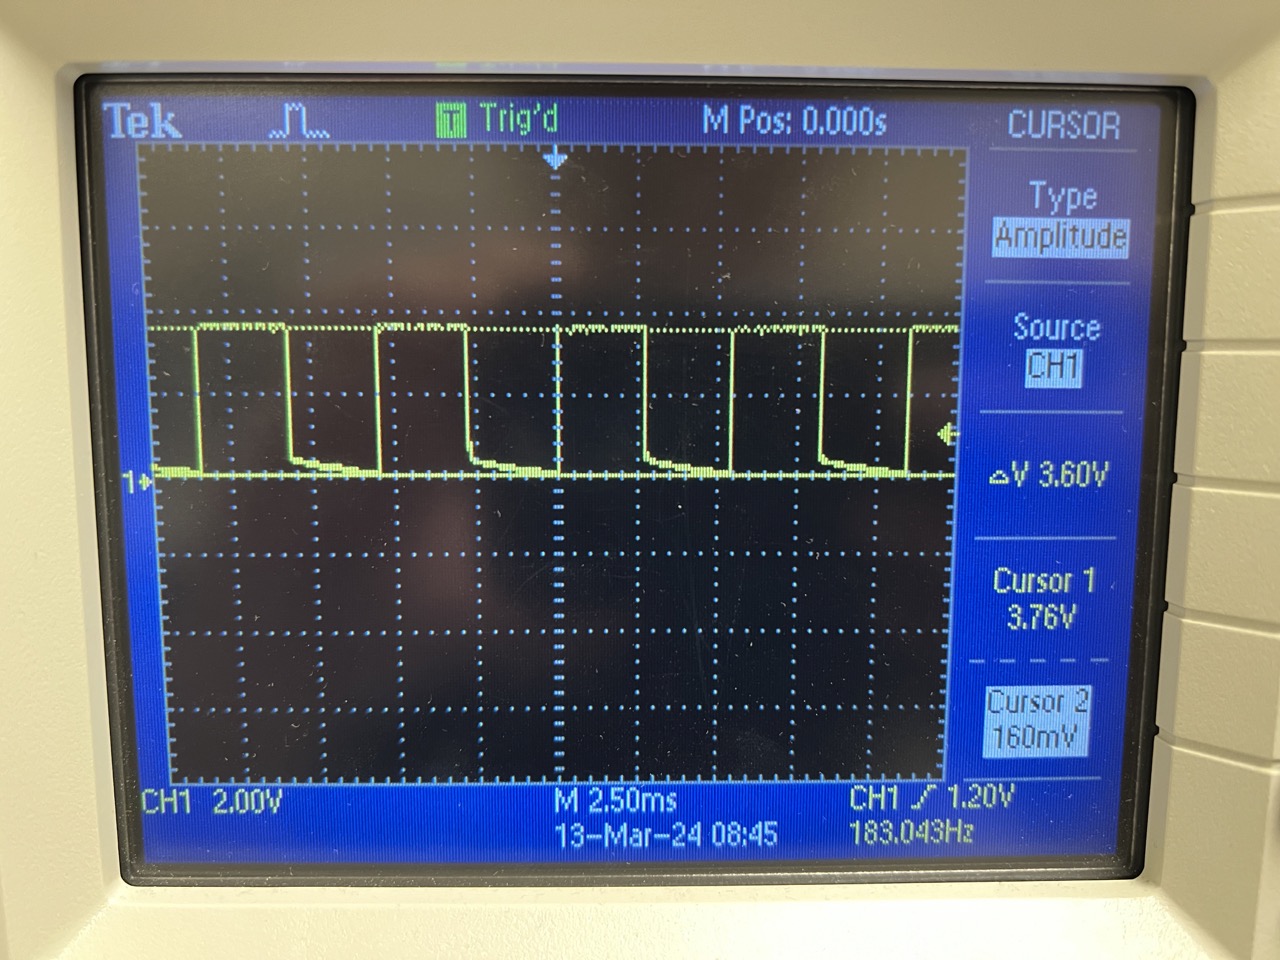 Tek T Trig'd M Pos: 0.000s CURSOR
Type
Amplitude
Source
CH1
△V 3.60V
1
Cursor 1
3.76V
Cursor 2
160mV
CH1 2.00V M 2.50ms CH1 1.20V
13-Mar-24 08:45 183.043Hz